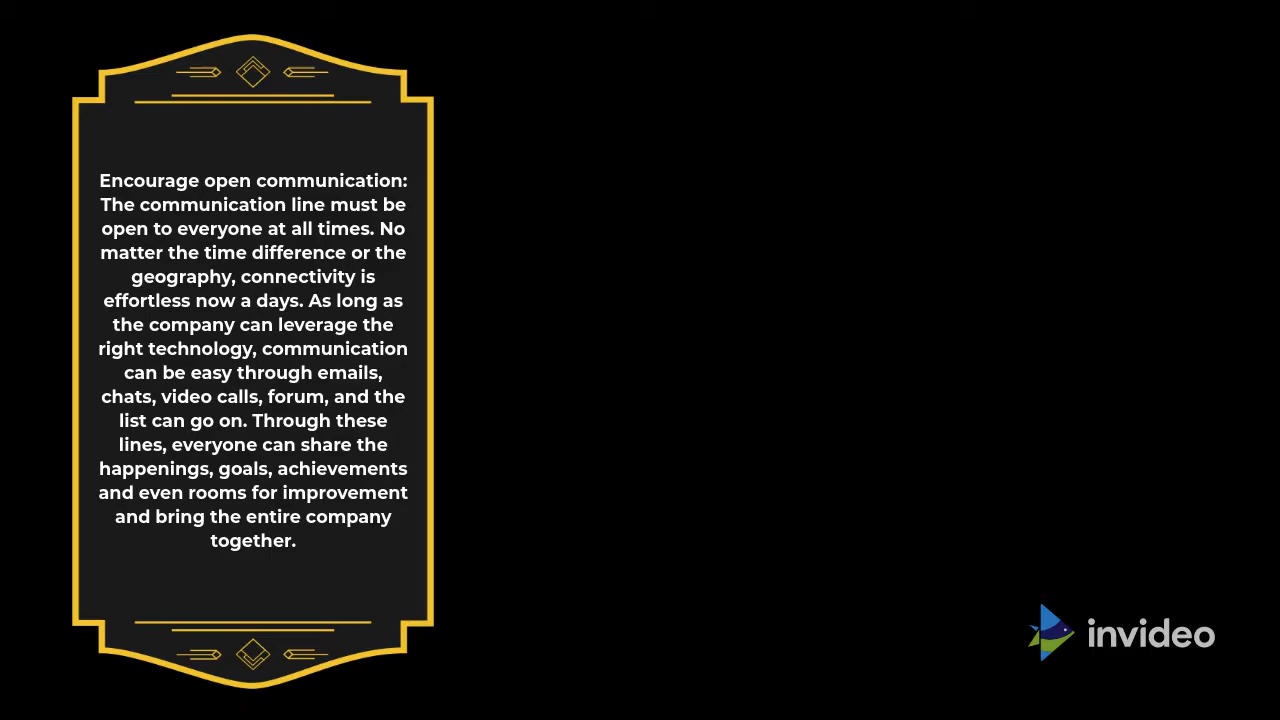 Encourage open communication:
The communication line must be
open to everyone at all times. No
matter the time difference or the
geography, connectivity is
effortless now a days. As long as
the company can leverage the
right technology, communication
can be easy through emails,
chats, video calls, forum, and the
list can go on. Through these
lines, everyone can share the
happenings, goals, achievements
and even rooms for improvement
and bring the entire company
together.
invideo